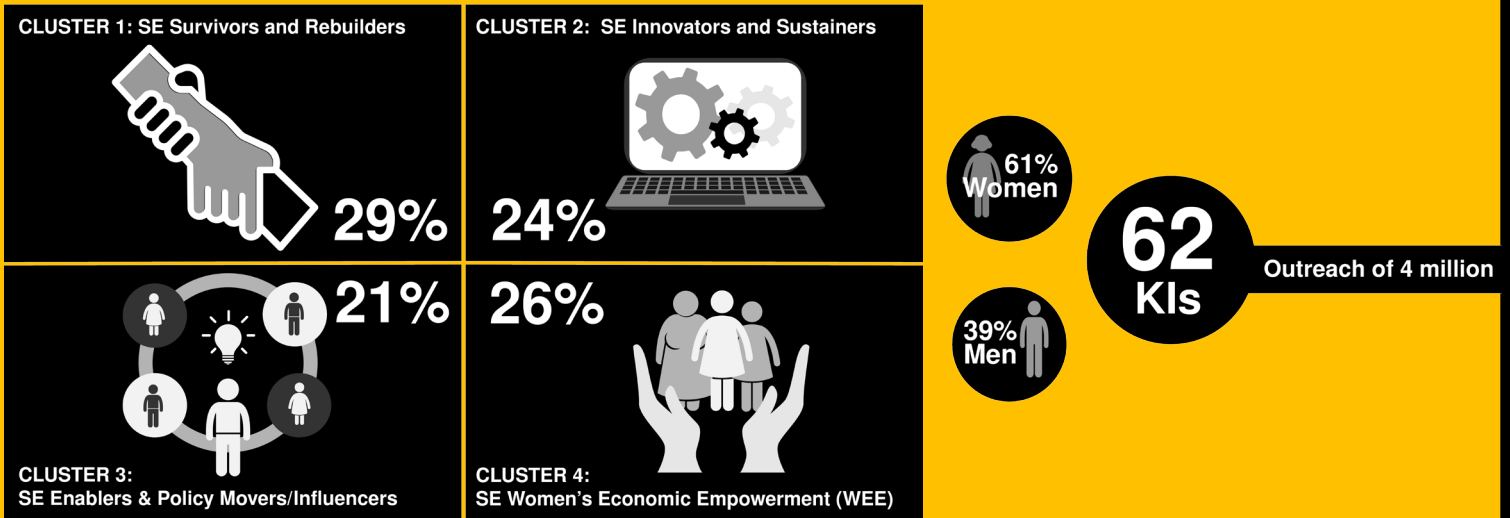 CLUSTER 1: SE Survivors and Rebuilders
29%
CLUSTER 2: SE Innovators and Sustainers
24%
21%
CLUSTER 3:
SE Enablers & Policy Movers/Influencers
26%
CLUSTER 4:
SE Women's Economic Empowerment (WEE)
61%
Women
39%
Men
62
KIs
Outreach of 4 million